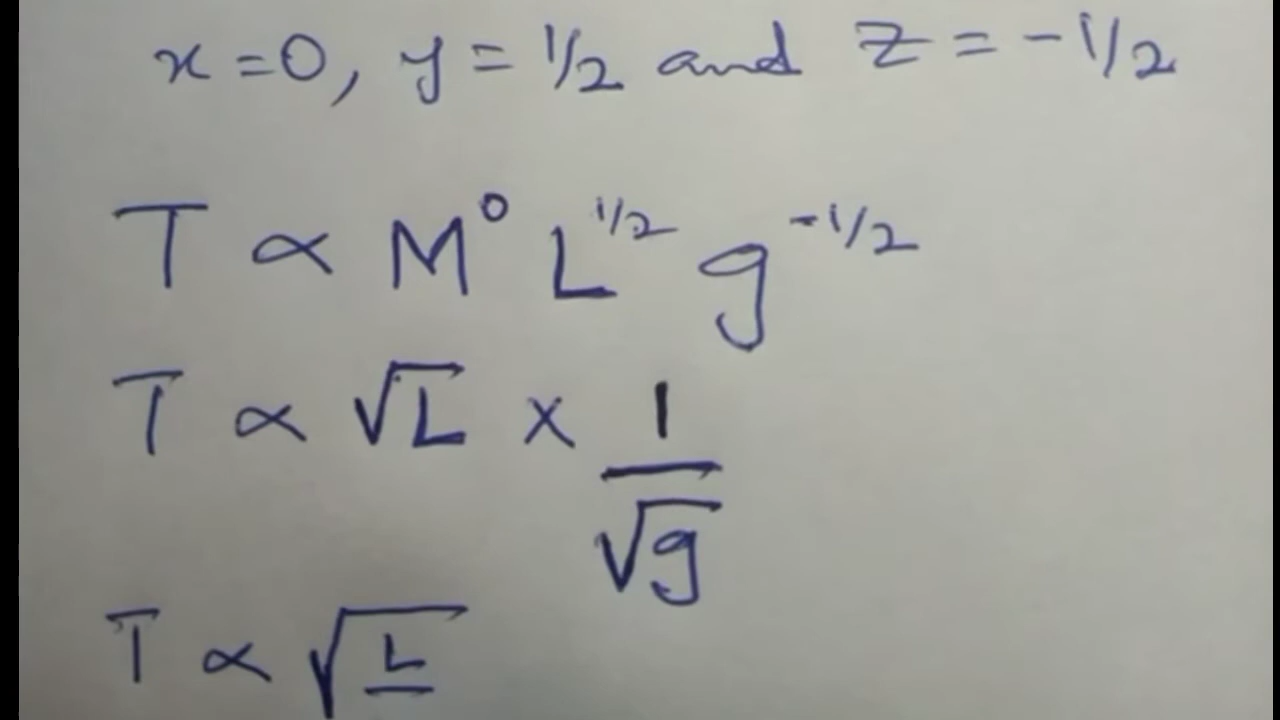 x = 0, y = 1/2 and z = -1/2
T ∝ M⁰ L^1/2 g^-1/2
T ∝ √L × 1/√g
T ∝ √L